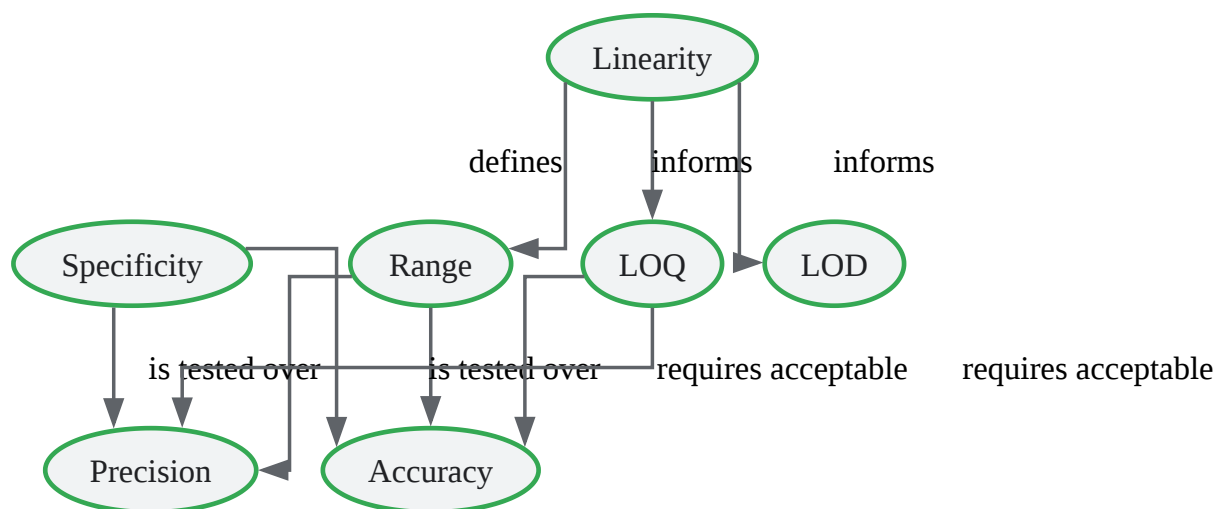 Linearity
defines
informs
informs
Specificity
Range
LOQ
LOD
is tested over
is tested over
requires acceptable
requires acceptable
Precision
Accuracy